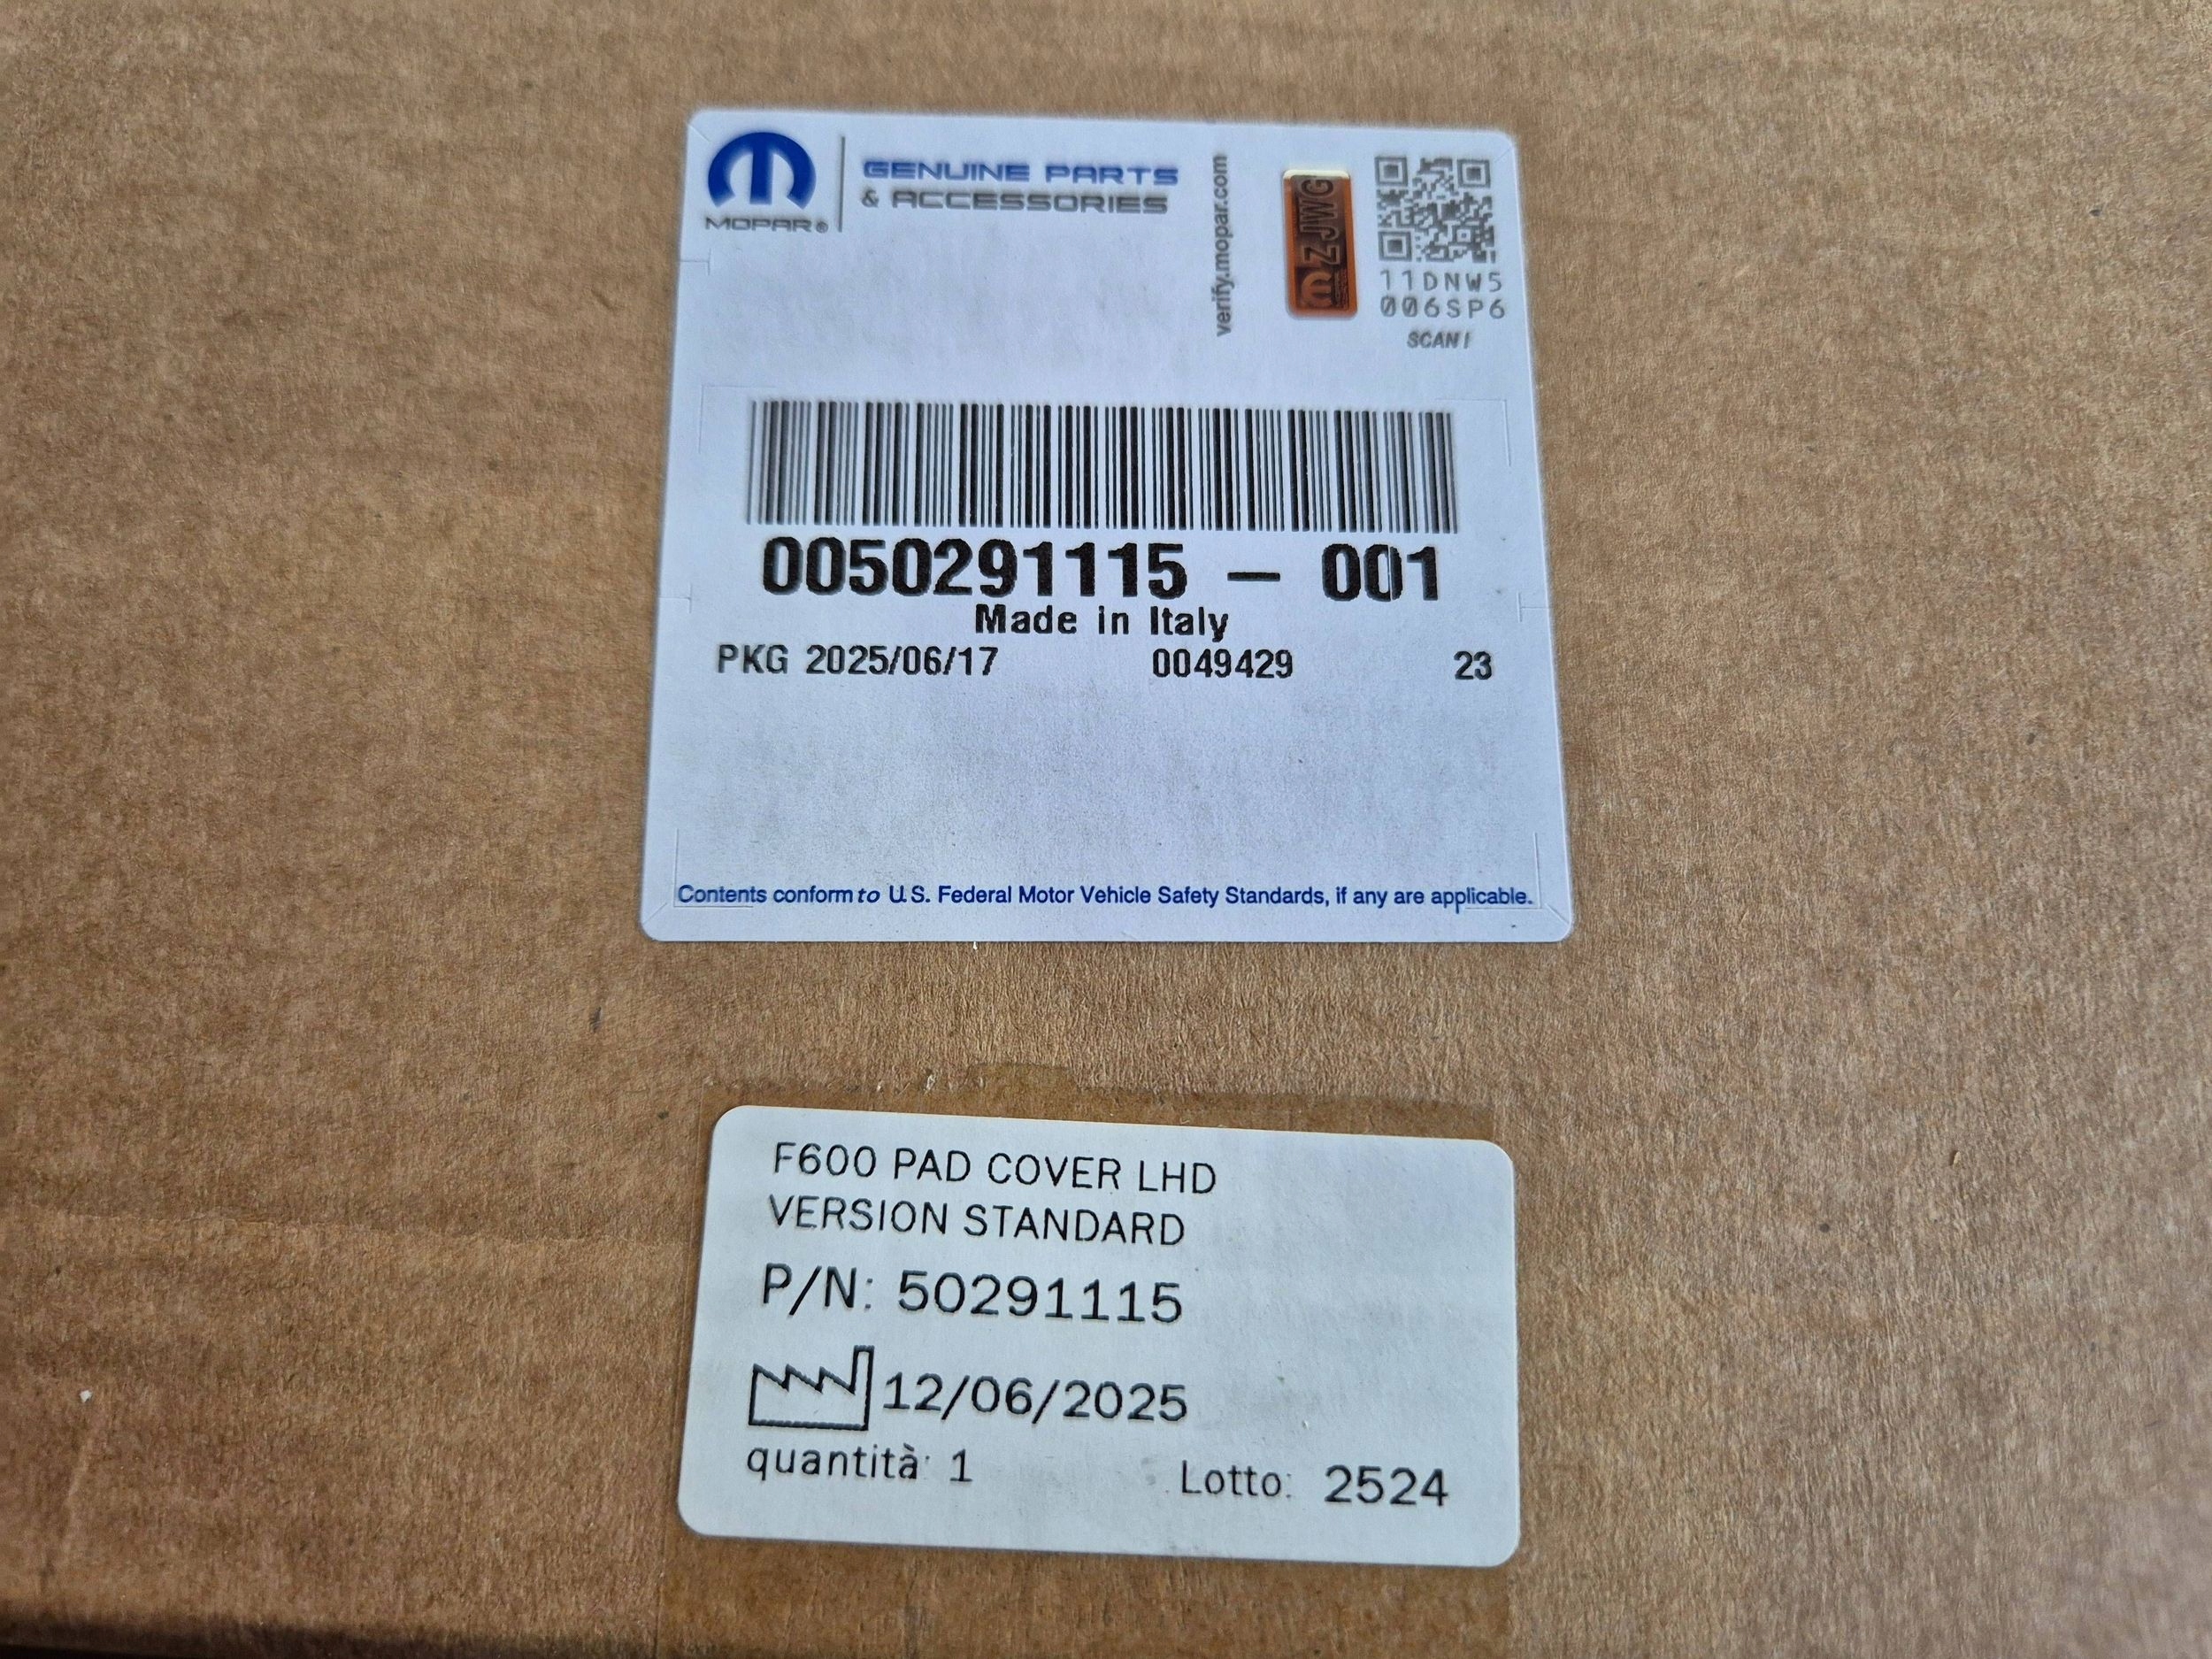 MOPAR®
GENUINE PARTS
& ACCESSORIES
verify.mopar.com
ZJWG
11DNW5
006SP6
SCAN!
0050291115 — 001
Made in Italy
PKG 2025/06/17 0049429 23
Contents conform to U.S. Federal Motor Vehicle Safety Standards, if any are applicable.
F600 PAD COVER LHD
VERSION STANDARD
P/N: 50291115
12/06/2025
quantità: 1 Lotto: 2524